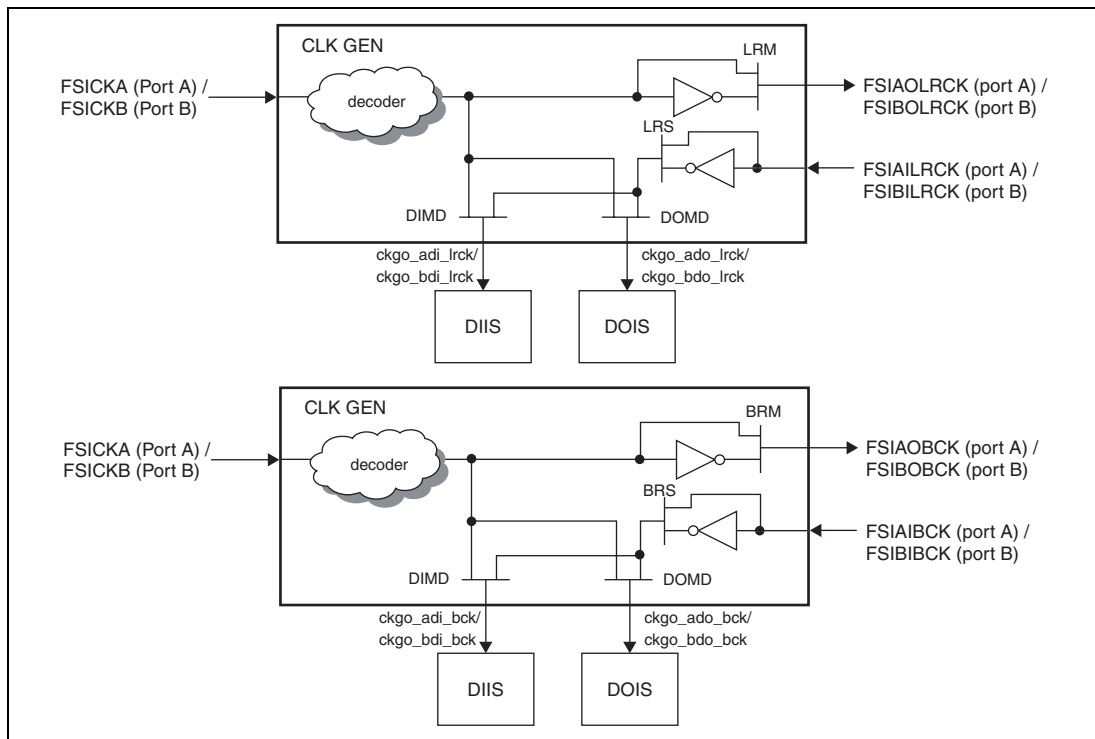 CLK GEN
LRM
FSICKA (Port A) /
FSICKB (Port B)
decoder
FSIAOLRCK (port A) /
FSIBOLRCK (port B)
LRS
FSIAILRCK (port A) /
FSIBILRCK (port B)
DIMD
DOMD
ckgo_adi_lrck/
ckgo_bdi_lrck
ckgo_ado_lrck/
ckgo_bdo_lrck
DIIS
DOIS
CLK GEN
BRM
FSICKA (Port A) /
FSICKB (Port B)
decoder
FSIAOBCK (port A) /
FSIBOBCK (port B)
BRS
FSIAIBCK (port A) /
FSIBIBCK (port B)
DIMD
DOMD
ckgo_adi_bck/
ckgo_bdi_bck
ckgo_ado_bck/
ckgo_bdo_bck
DIIS
DOIS